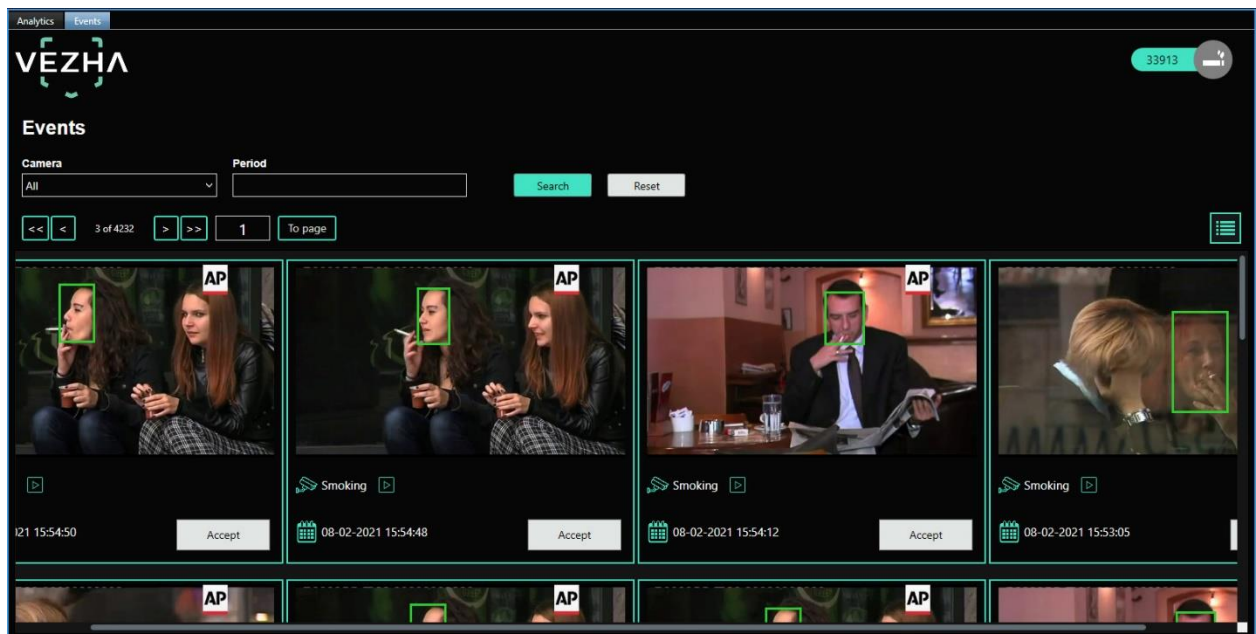 Analytics Events
VEZHA
33913
Events
Camera Period
All Search Reset
<< < 3 of 4232 > >> 1 To page
AP AP AP
Smoking Smoking Smoking
021 15:54:50 Accept 08-02-2021 15:54:48 Accept 08-02-2021 15:54:12 Accept 08-02-2021 15:53:05
AP AP AP